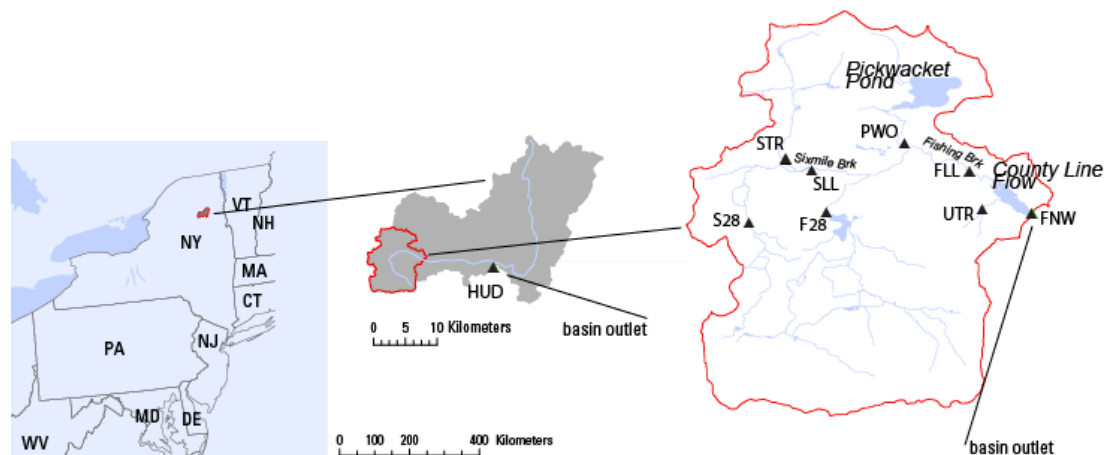 VT
NH
NY
MA
CT
PA
NJ
MD
DE
WV
0 100 200 400 Kilometers
HUD
0 5 10 Kilometers
basin outlet
Pickwacket
Pond
PWO
STR
Sixmile Brk
SLL
Fishing Brk
FLL
County Line
Flow
S28
F28
UTR
FNW
basin outlet